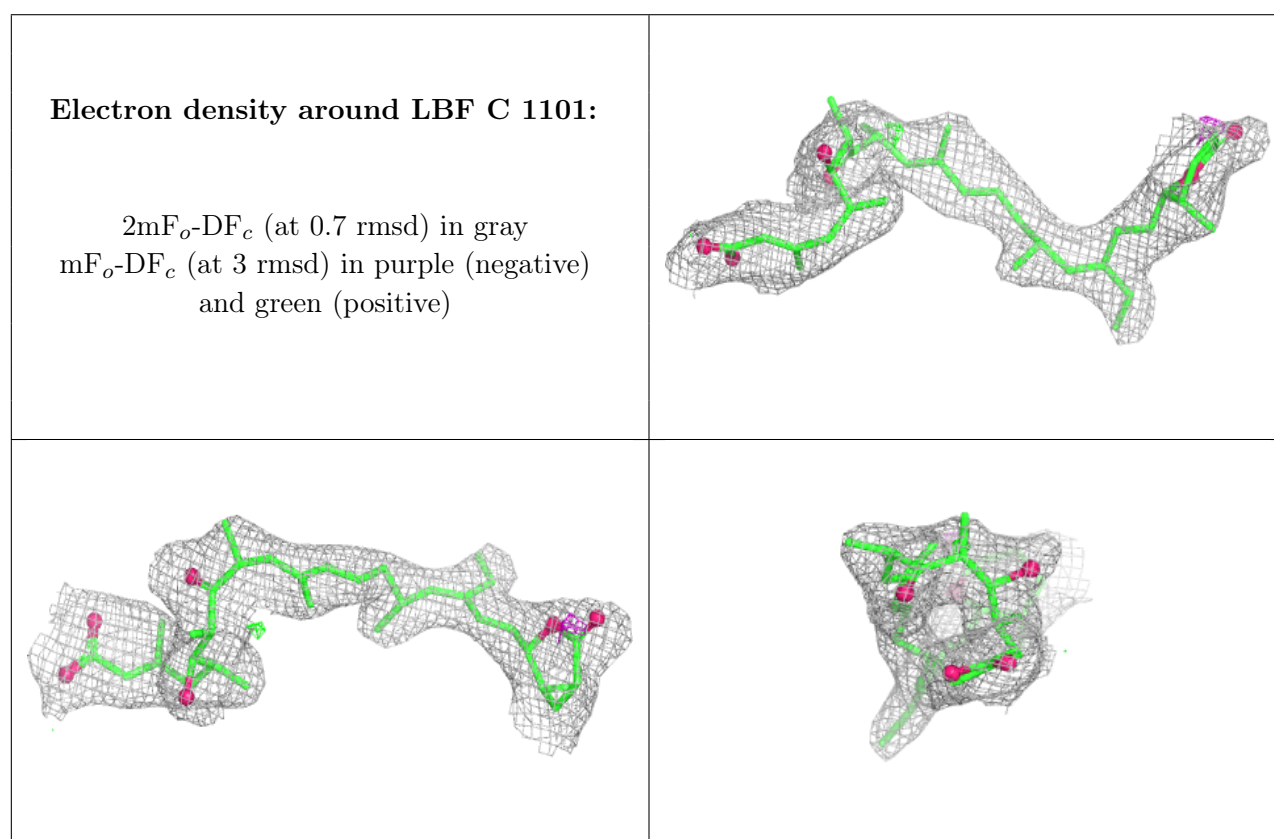 Electron density around LBF C 1101:
2mFo-DFc (at 0.7 rmsd) in gray
mFo-DFc (at 3 rmsd) in purple (negative)
and green (positive)